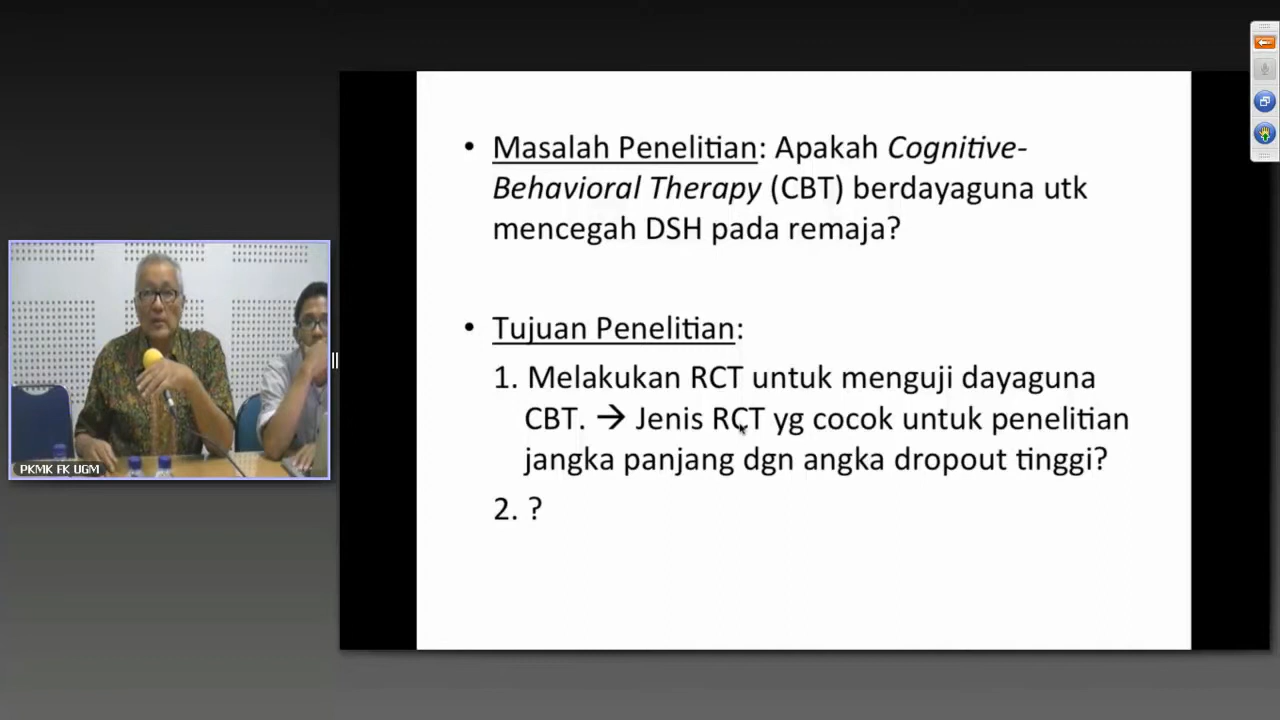 • Masalah Penelitian: Apakah Cognitive-
Behavioral Therapy (CBT) berdayaguna utk
mencegah DSH pada remaja?
• Tujuan Penelitian:
1. Melakukan RCT untuk menguji dayaguna
CBT. → Jenis RCT yg cocok untuk penelitian
jangka panjang dgn angka dropout tinggi?
2. ?
PKMK FK UGM